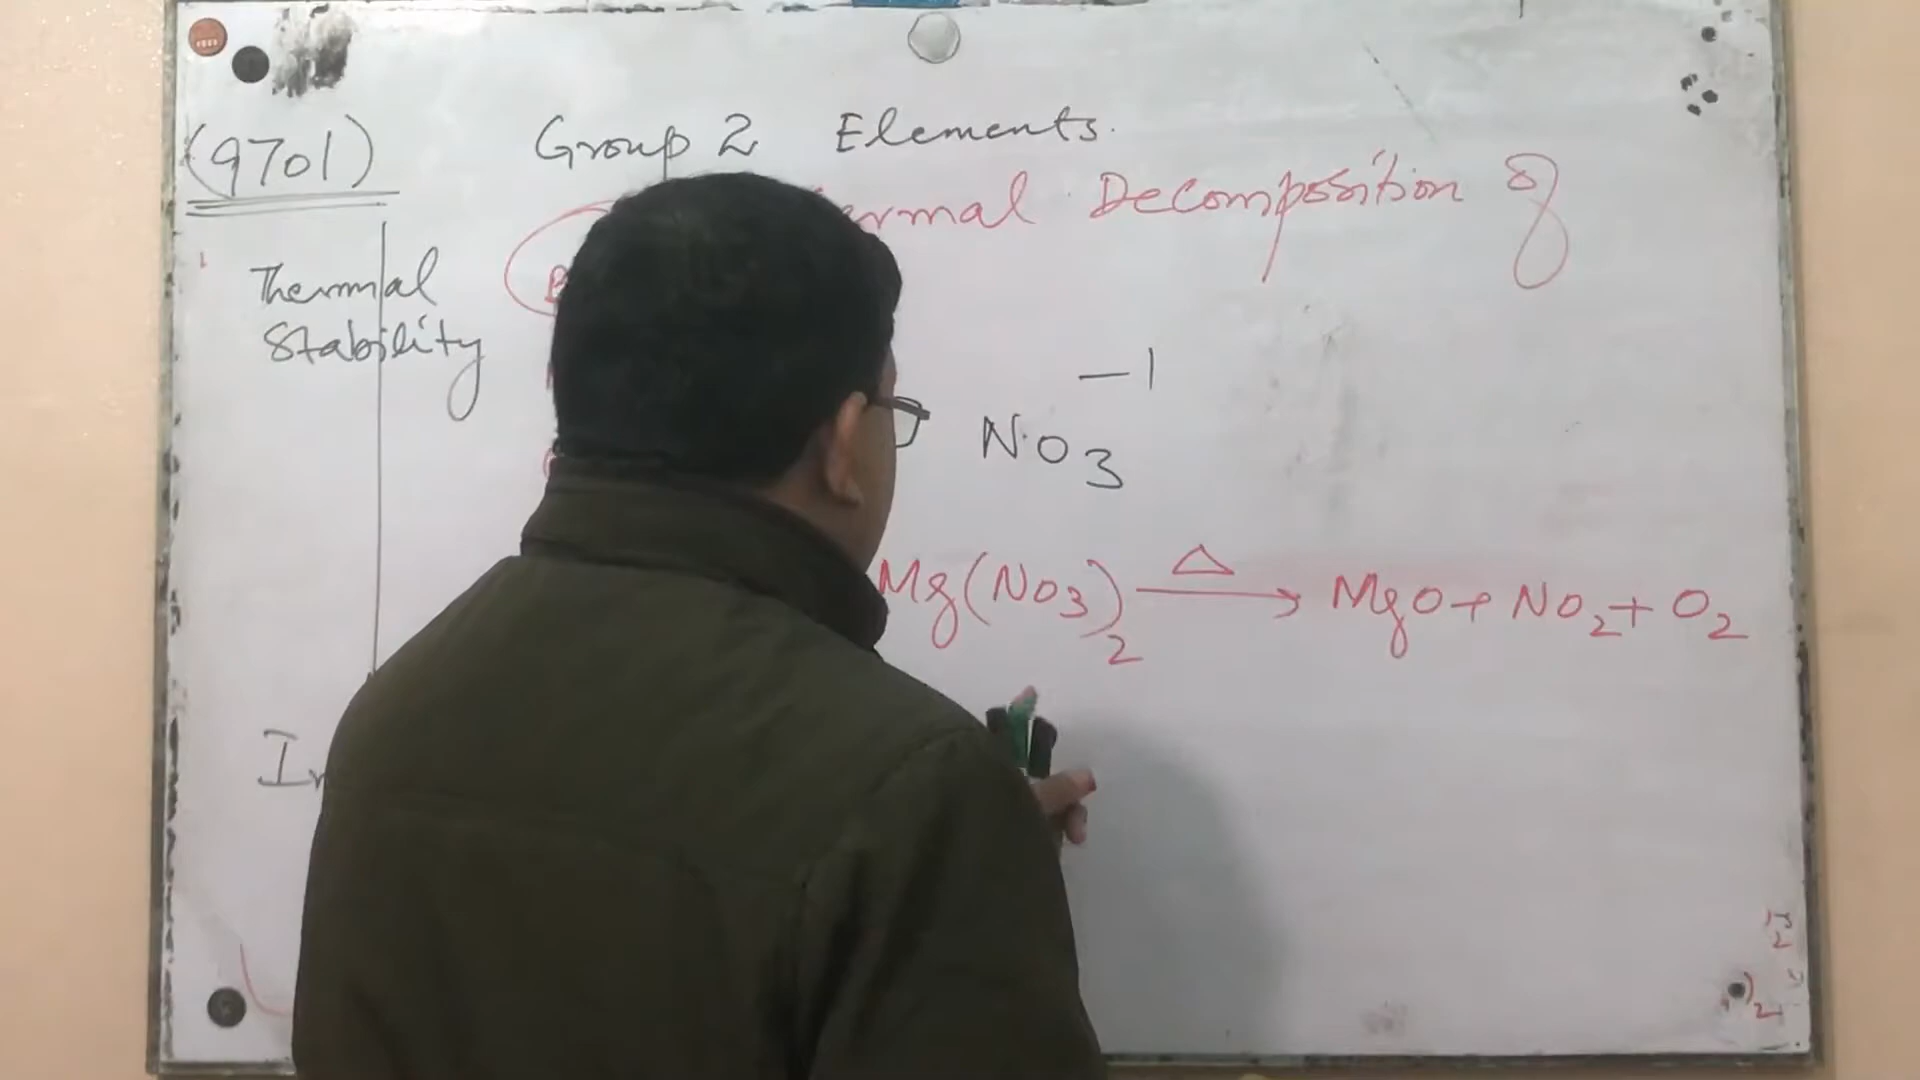 (9701)
Group 2 Elements.
Thermal Decomposition of
Thermal
Stability
NO3 -1
Mg(NO3)2 —Δ→ MgO + NO2 + O2